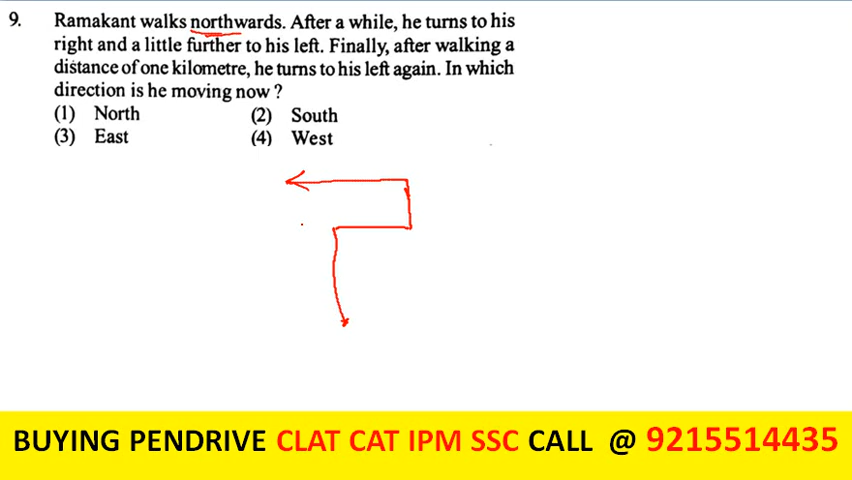 9. Ramakant walks northwards. After a while, he turns to his
right and a little further to his left. Finally, after walking a
distance of one kilometre, he turns to his left again. In which
direction is he moving now ?
(1) North (2) South
(3) East (4) West
BUYING PENDRIVE CLAT CAT IPM SSC CALL @ 9215514435